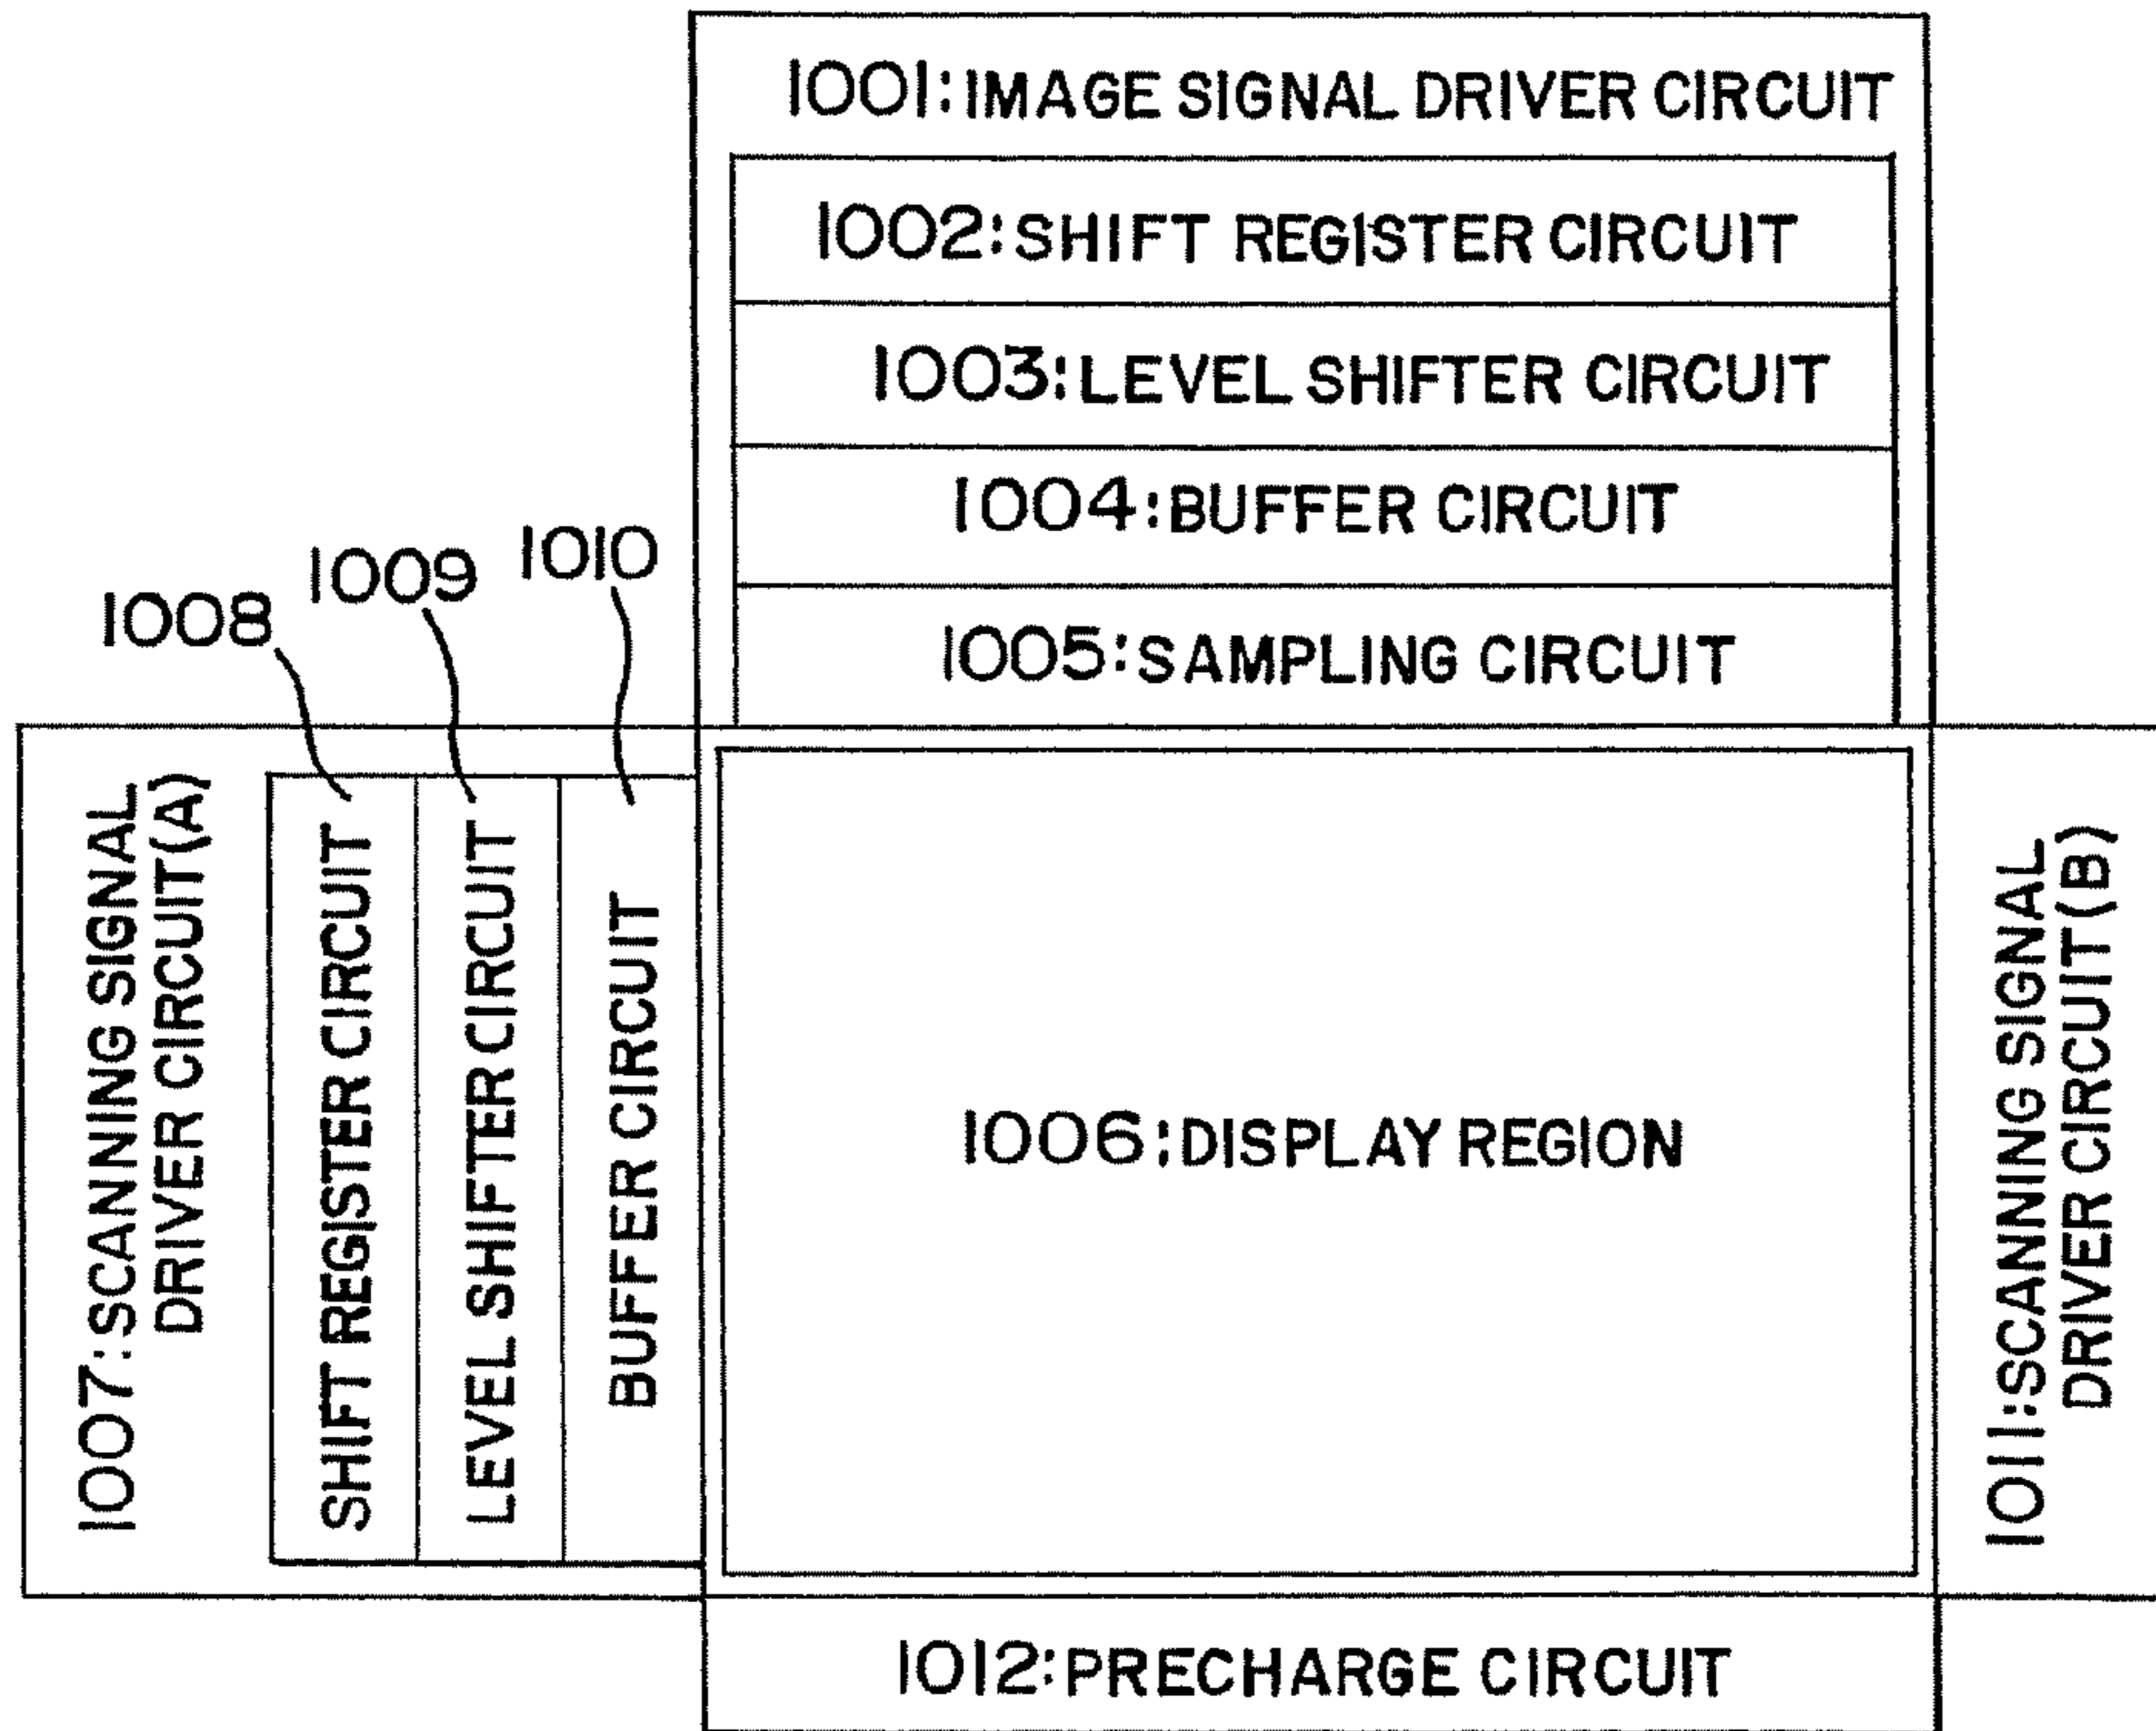 1001:IMAGE SIGNAL DRIVER CIRCUIT
1002:SHIFT REGISTER CIRCUIT
1003:LEVEL SHIFTER CIRCUIT
1004:BUFFER CIRCUIT
1005:SAMPLING CIRCUIT
1008
1009
1010
1007:SCANNING SIGNAL
DRIVER CIRCUIT(A)
SHIFT REGISTER CIRCUIT
LEVEL SHIFTER CIRCUIT
BUFFER CIRCUIT
1006:DISPLAY REGION
1011:SCANNING SIGNAL
DRIVER CIRCUIT(B)
1012:PRECHARGE CIRCUIT